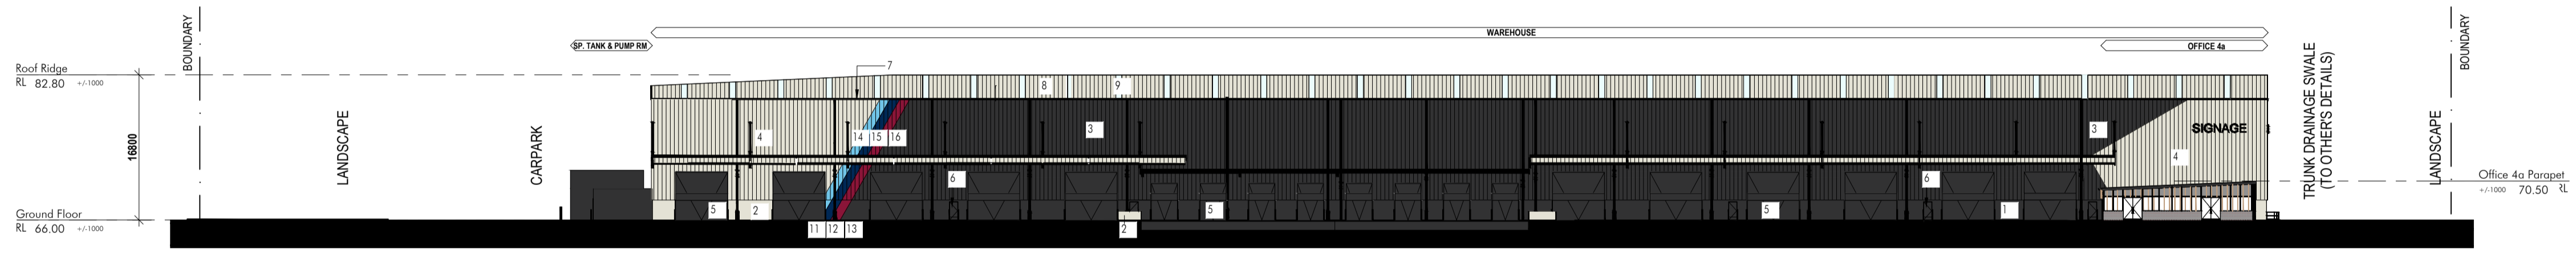 BOUNDARY
WAREHOUSE
BOUNDARY
SP. TANK & PUMP RM
OFFICE 4a
Roof Ridge
RL 82.80 +/-1000
7
8
9
16800
LANDSCAPE
CARPARK
4
14 15 16
3
3
SIGNAGE
4
TRUNK DRAINAGE SWALE
(TO OTHER'S DETAILS)
LANDSCAPE
6
6
Office 4a Parapet
+/-1000 70.50 RL
Ground Floor
RL 66.00 +/-1000
5
2
5
5
1
11 12 13
2